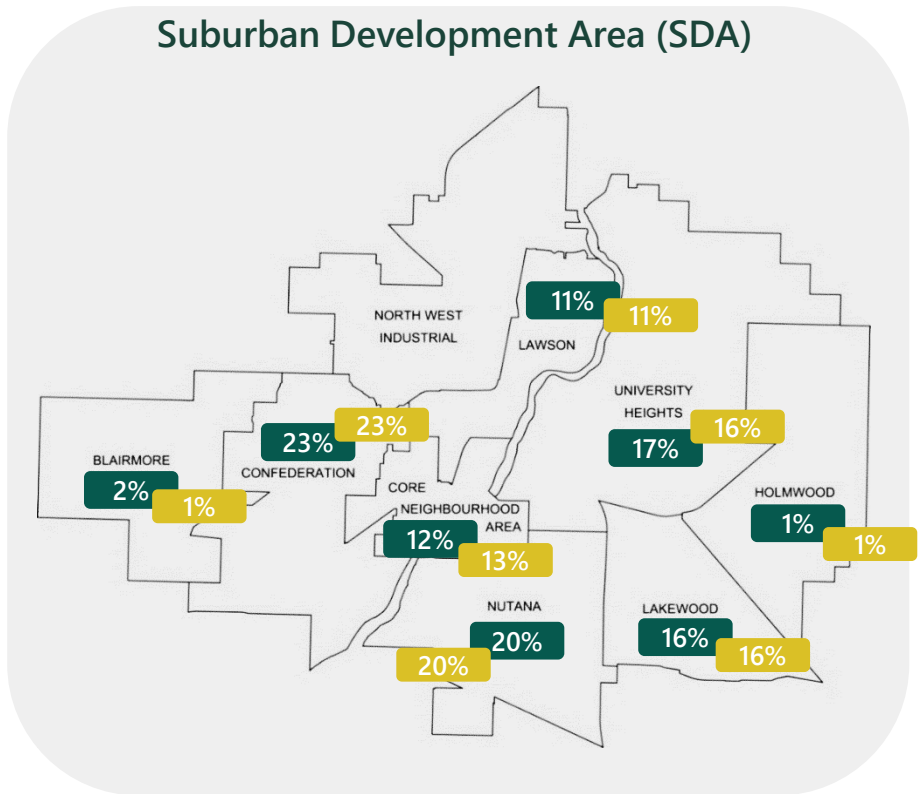 Suburban Development Area (SDA)
NORTH WEST
INDUSTRIAL
11%
11%
LAWSON
UNIVERSITY
HEIGHTS
17%
16%
23%
23%
CONFEDERATION
BLAIRMORE
2%
1%
CORE
NEIGHBOURHOOD
AREA
12%
13%
HOLMWOOD
1%
1%
NUTANA
20%
20%
LAKEWOOD
16%
16%